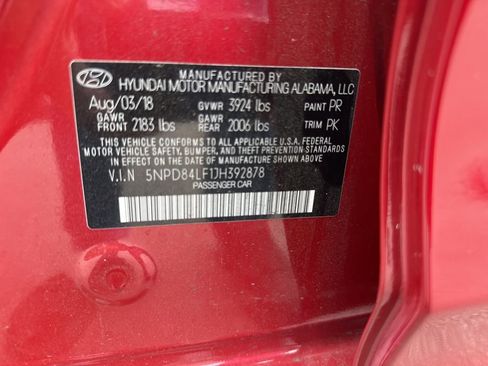 MANUFACTURED BY
HYUNDAI MOTOR MANUFACTURING ALABAMA, LLC
Aug/03/18 GVWR 3924 lbs PAINT PR
GAWR FRONT 2183 lbs GAWR REAR 2006 lbs TRIM PK
THIS VEHICLE CONFORMS TO ALL APPLICABLE U.S.A. FEDERAL
MOTOR VEHICLE SAFETY, BUMPER, AND THEFT PREVENTION STANDARDS
IN EFFECT ON THE DATE OF MANUFACTURE SHOWN ABOVE.
V.I.N 5NPD84LF1JH392878
PASSENGER CAR